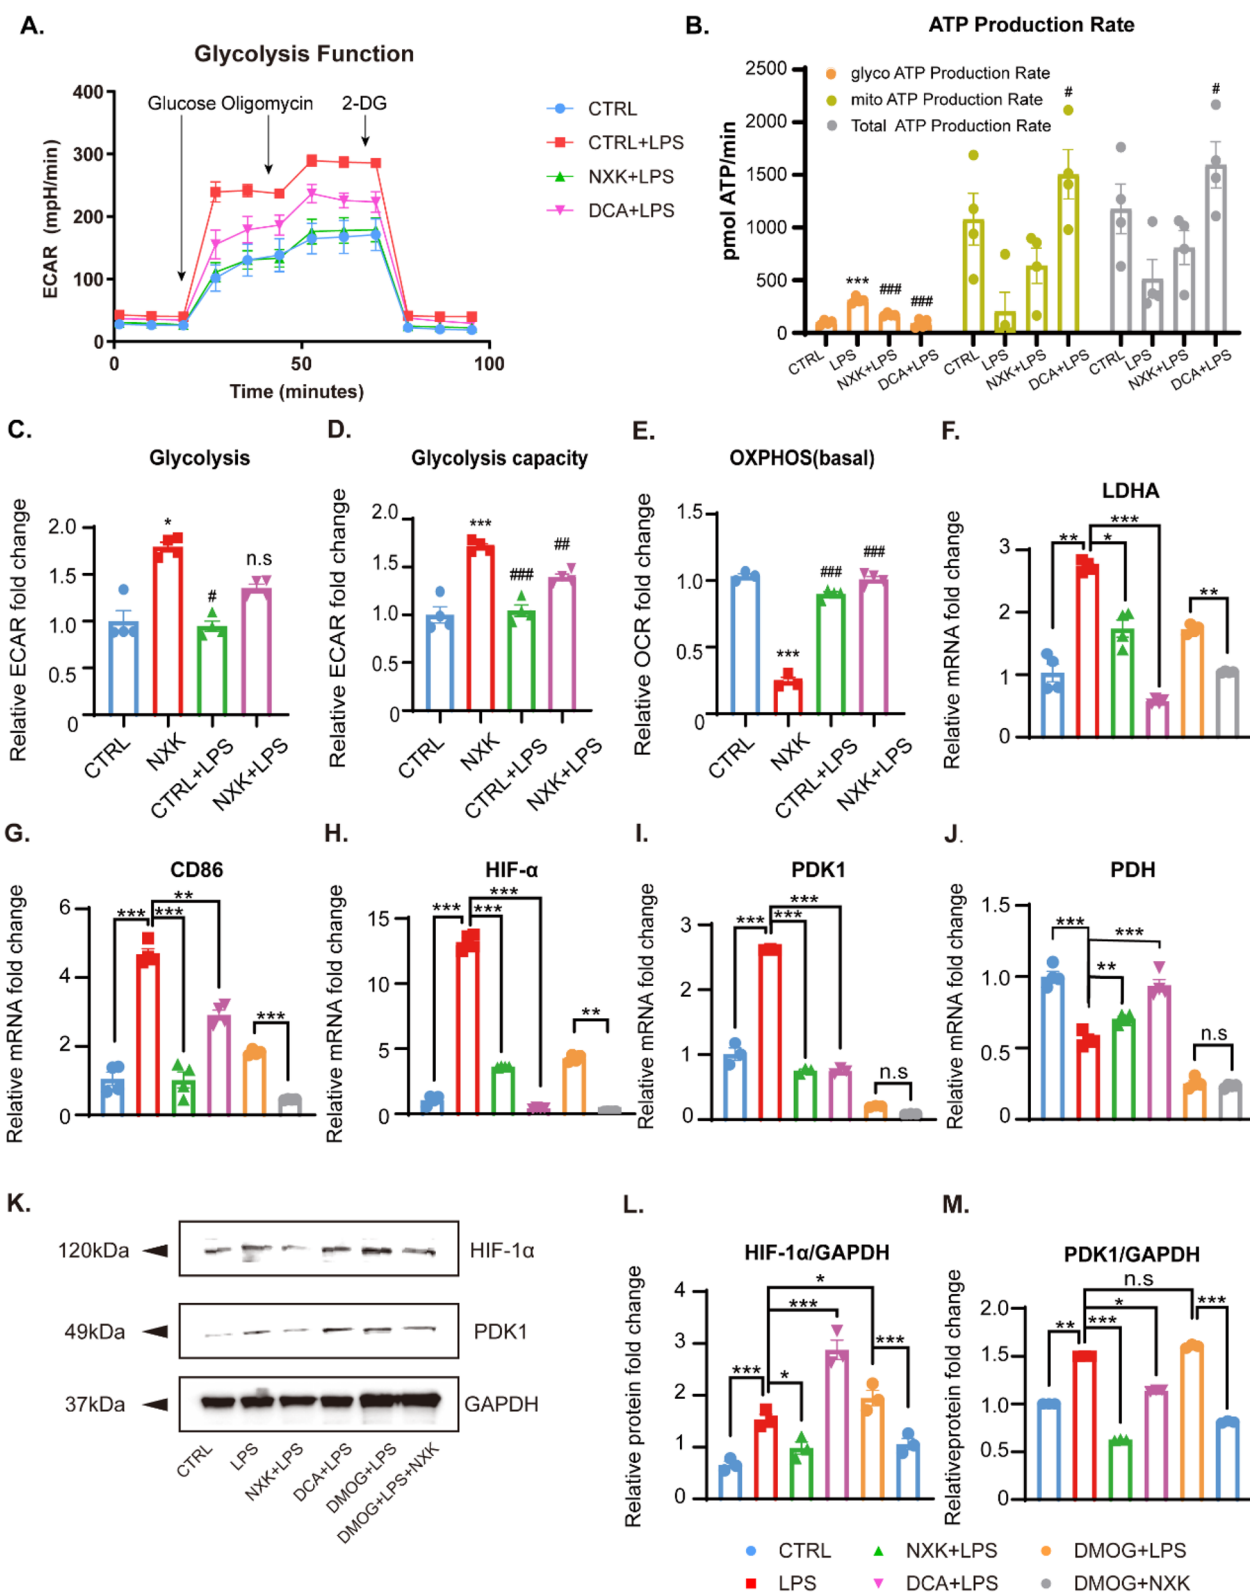 A.
Glycolysis Function
400
300
200
100
0
ECAR (mpH/min)
Glucose Oligomycin 2-DG
0 50 100
Time (minutes)
CTRL
CTRL+LPS
NXK+LPS
DCA+LPS
B.
ATP Production Rate
2500
2000
1500
1000
500
0
pmol ATP/min
glyco ATP Production Rate
mito ATP Production Rate
Total ATP Production Rate
*** ### ### # #
CTRL LPS NXK+LPS DCA+LPS CTRL LPS NXK+LPS DCA+LPS CTRL LPS NXK+LPS DCA+LPS
C.
Glycolysis
Relative ECAR fold change
2.0
1.5
1.0
0.5
0
* # n.s
CTRL NXK CTRL+LPS NXK+LPS
D.
Glycolysis capacity
Relative ECAR fold change
2.0
1.5
1.0
0.5
0
*** ### ##
CTRL NXK CTRL+LPS NXK+LPS
E.
OXPHOS(basal)
Relative OCR fold change
1.5
1.0
0.5
0
*** ### ###
CTRL NXK CTRL+LPS NXK+LPS
F.
LDHA
Relative mRNA fold change
3
2
1
0
** *** * **
G.
CD86
Relative mRNA fold change
6
4
2
0
*** *** ** ***
H.
HIF-α
Relative mRNA fold change
15
10
5
0
*** *** *** **
I.
PDK1
Relative mRNA fold change
3
2
1
0
*** *** *** n.s
J.
PDH
Relative mRNA fold change
1.5
1.0
0.5
0
*** *** ** n.s
K.
120kDa HIF-1α
49kDa PDK1
37kDa GAPDH
CTRL LPS NXK+LPS DCA+LPS DMOG+LPS DMOG+LPS+NXK
L.
HIF-1α/GAPDH
Relative protein fold change
4
3
2
1
0
*** * *** * ***
M.
PDK1/GAPDH
Relativeprotein fold change
2.0
1.5
1.0
0.5
0
** *** * n.s ***
CTRL NXK+LPS DMOG+LPS
LPS DCA+LPS DMOG+NXK